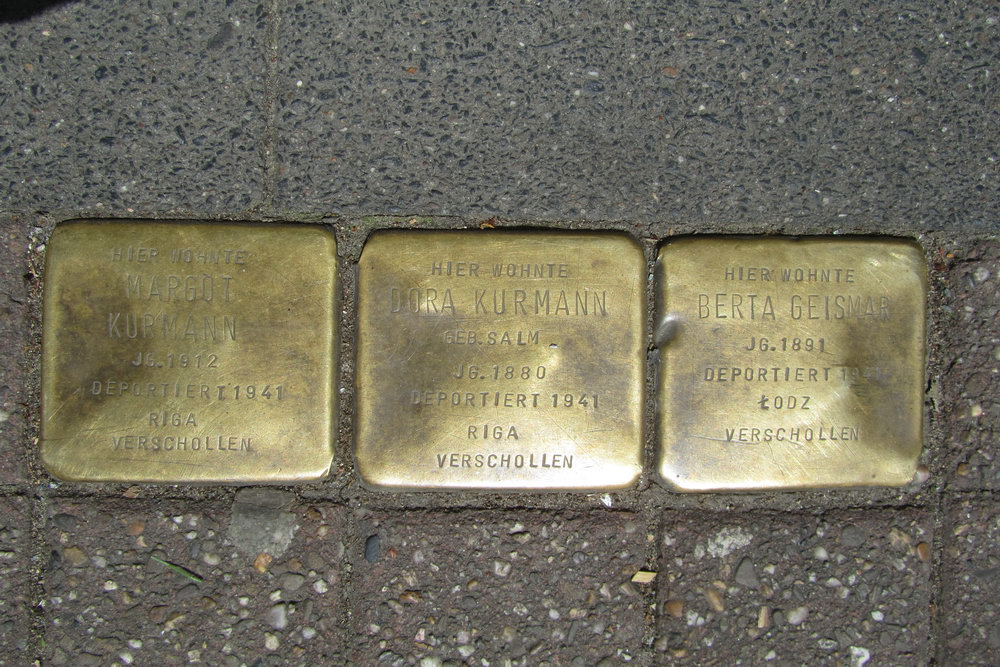 HIER WOHNTE
MARGOT
KURMANN
JG. 1912
DEPORTIERT 1941
RIGA
VERSCHOLLEN
HIER WOHNTE
DORA KURMANN
GEB. SALM
JG. 1880
DEPORTIERT 1941
RIGA
VERSCHOLLEN
HIER WOHNTE
BERTA GEISMAR
JG. 1891
DEPORTIERT
ŁODZ
VERSCHOLLEN